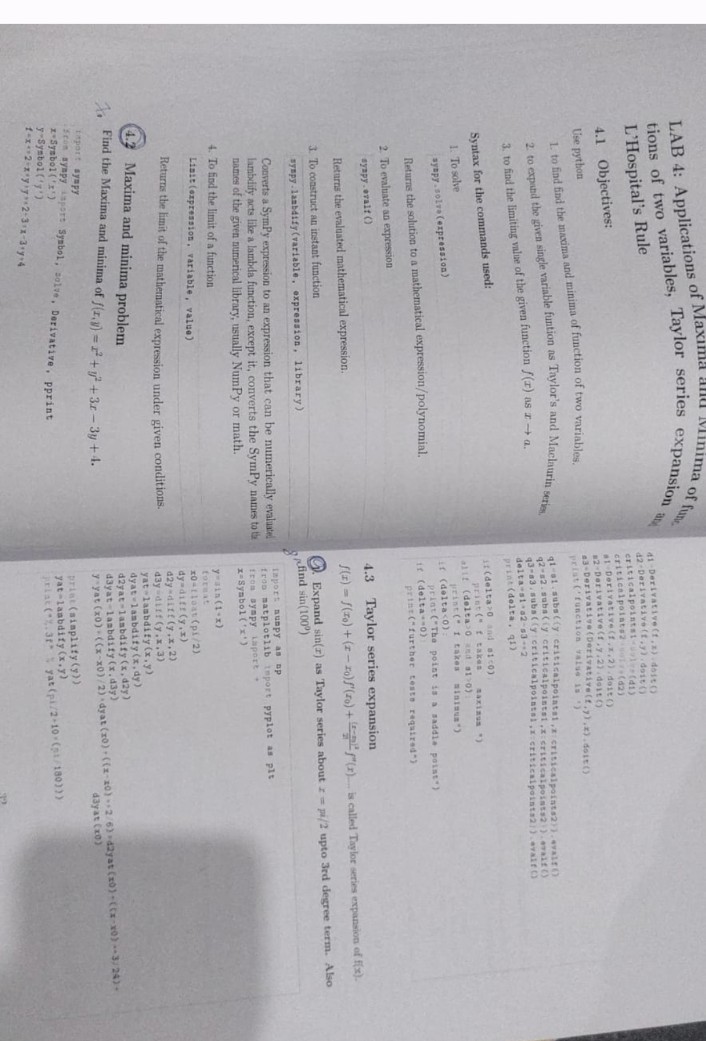 LAB 4: Applications of Maxima and Minima of
tions of two variables, Taylor series expansion
L'Hospital's Rule
4.1 Objectives:
Use python
1. to find find the maxima and minima of function of two variables.
2. to expand the given single variable funtion as Taylor's and Maclaurin series.
3. to find the limiting value of the given function f(x) as x → a.
Syntax for the commands used:
1. To solve
sympy.solve(expression)
Returns the solution to a mathematical expression/polynomial.
2. To evaluate an expression
sympy.evalf()
Returns the evaluated mathematical expression.
3. To construct an instant function
sympy.lambdify(variable, expression, library)
Converts a SymPy expression to an expression that can be numerically evaluated
lambdify acts like a lambda function, except it, converts the SymPy names to
names of the given numerical library, usually NumPy or math.
4. To find the limit of a function
Limit(expression, variable, value)
Returns the limit of the mathematical expression under given conditions.
4.2 Maxima and minima problem
Find the Maxima and minima of f(x, y) = x² + y² + 3x − 3y + 4.
import sympy
from sympy import Symbol, solve, Derivative, pprint
x=Symbol('x')
y=Symbol('y')
f=x**2+x*y+y**2+3*x-3*y+4
d1=Derivative(f,x).doit()
d2=Derivative(f,y).doit()
criticalpoints1=solve(d1)
criticalpoints2=solve(d2)
s1=Derivative(f,x,2).doit()
s2=Derivative(f,y,2).doit()
s3=Derivative(Derivative(f,y),x).doit()
print('function value is ')
q1=s1.subs({y:criticalpoints1,x:criticalpoints2}).evalf()
q2=s2.subs({y:criticalpoints1,x:criticalpoints2}).evalf()
q3=s3.subs({y:criticalpoints1,x:criticalpoints2}).evalf()
delta=s1*s2-s3**2
print(delta, q1)
if(delta>0 and s1<0):
print(" f takes maximum ")
elif (delta>0 and s1>0):
print(" f takes minimum")
if (delta<0):
print("The point is a saddle point")
if (delta==0):
print("further tests required")
4.3 Taylor series expansion
f(x) = f(x₀) + (x − x₀)f'(x₀) + (x−x₀)²/2! f''(x).... is called Taylor series expansion of f(x).
Expand sin(x) as Taylor series about x = pi/2 upto 3rd degree term. Also
find sin(100⁰)
import numpy as np
from matplotlib import pyplot as plt
from sympy import *
x=Symbol('x')
y=sin(1*x)
format
x0=float(pi/2)
dy=diff(y,x)
d2y=diff(y,x,2)
d3y=diff(y,x,3)
yat=lambdify(x,y)
dyat=lambdify(x,dy)
d2yat=lambdify(x,d2y)
d3yat=lambdify(x,d3y)
y=yat(x0)+((x-x0)/2)*dyat(x0)+((x-x0)**2/6)*d2yat(x0)+((x-x0)**3/24)*
d3yat(x0)
print(simplify(y))
yat=lambdify(x,y)
print("%.3f" % yat(pi/2+10*(pi/180)))